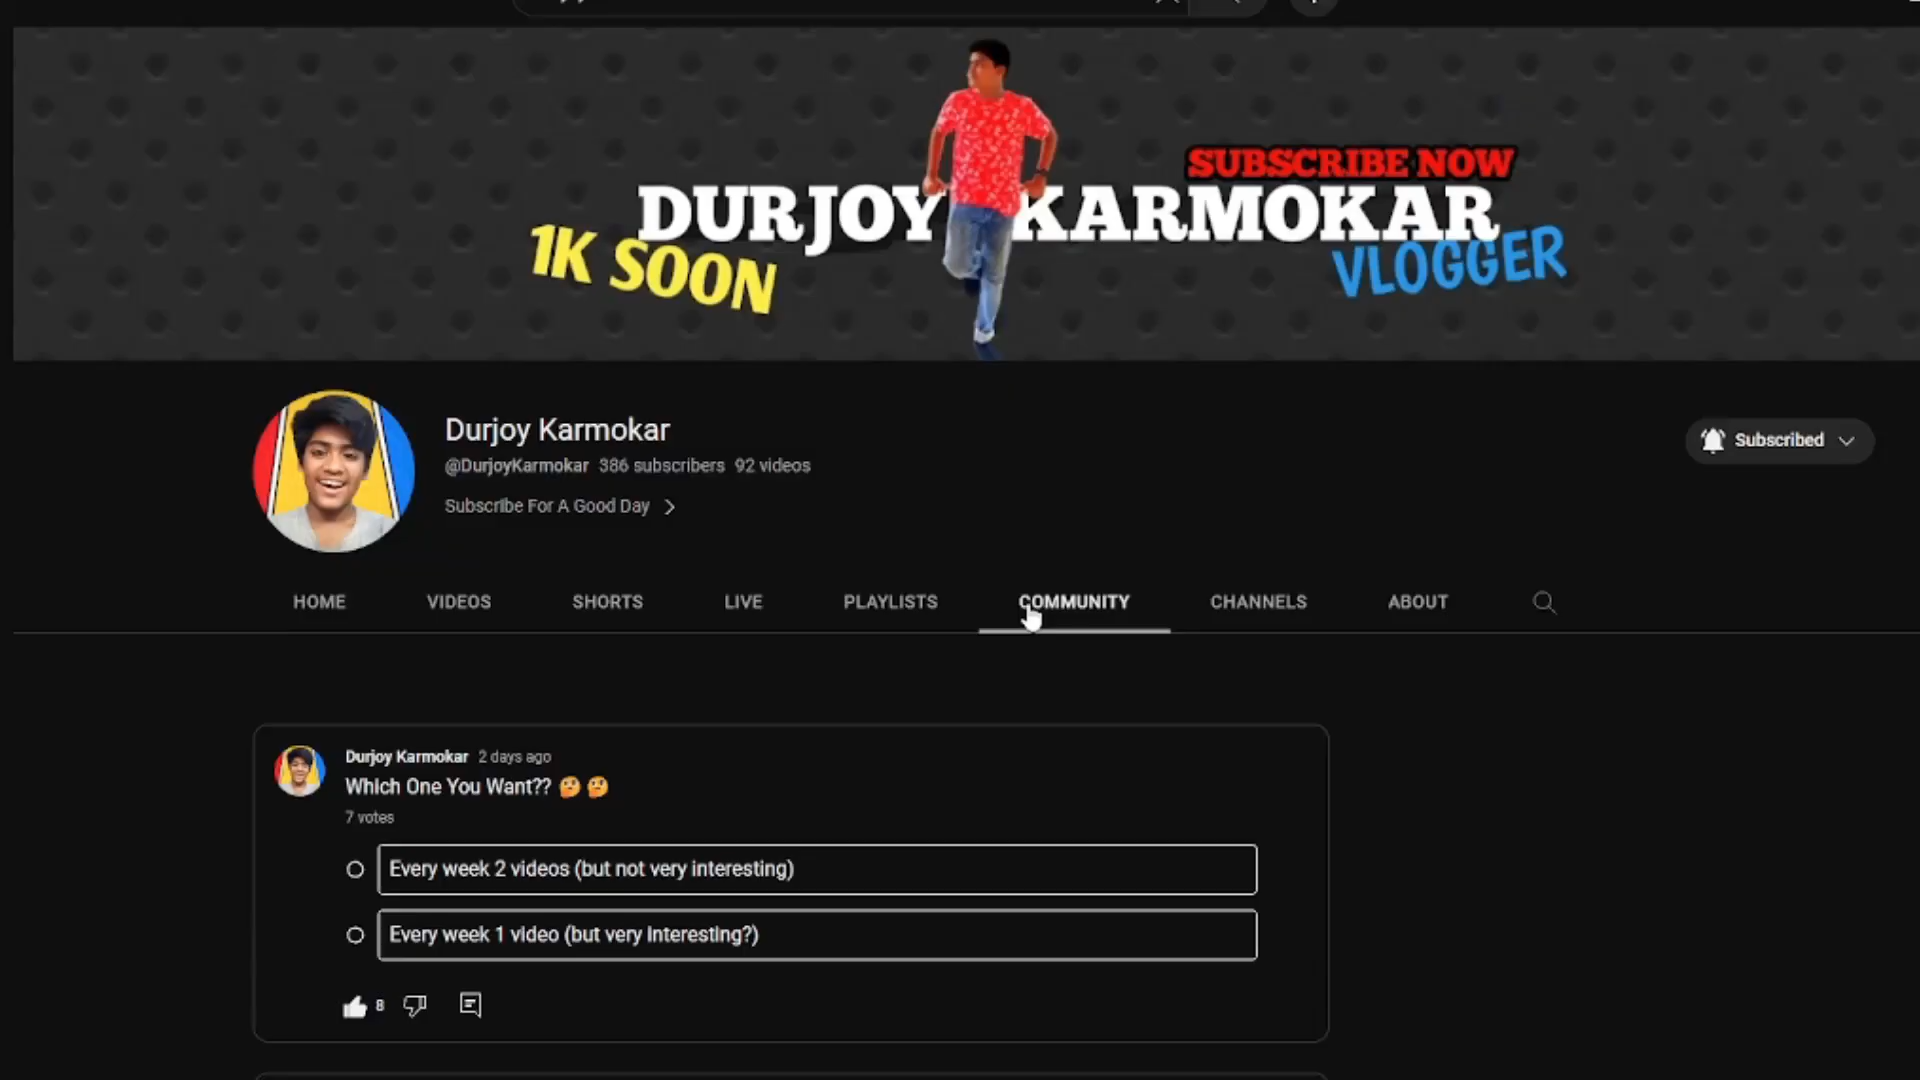 SUBSCRIBE NOW
DURJOY KARMOKAR
1K SOON
VLOGGER
Durjoy Karmokar
@DurjoyKarmokar 386 subscribers 92 videos
Subscribe For A Good Day
Subscribed
HOME VIDEOS SHORTS LIVE PLAYLISTS COMMUNITY CHANNELS ABOUT
Durjoy Karmokar 2 days ago
Which One You Want?? 🤔 🤔
7 votes
Every week 2 videos (but not very interesting)
Every week 1 video (but very interesting?)
8